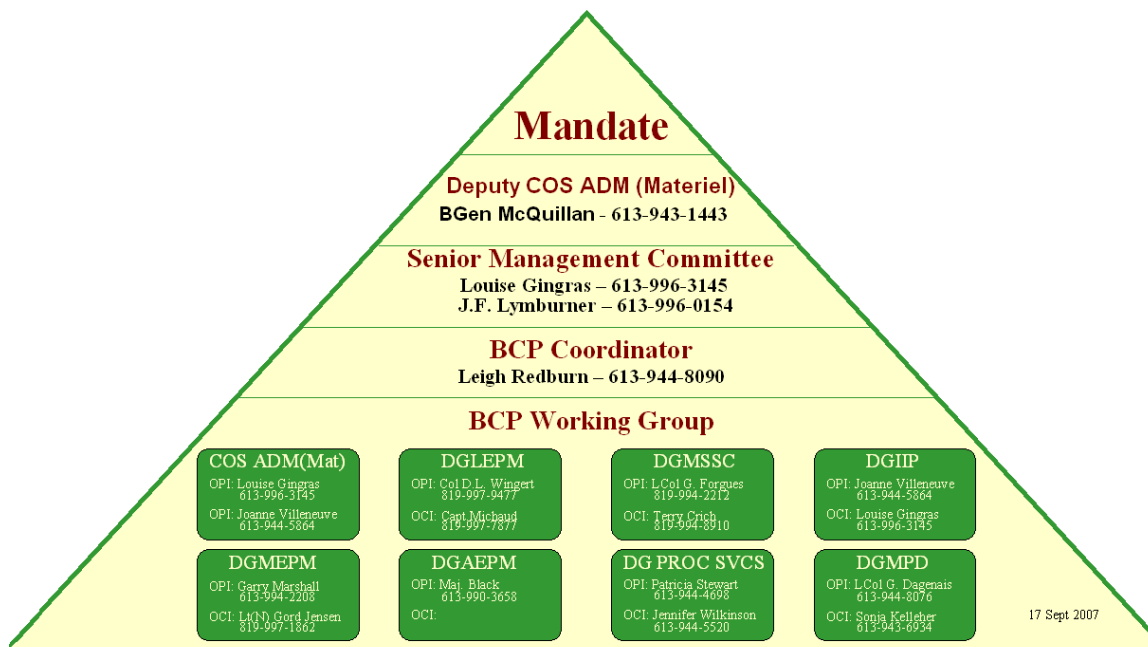 Mandate
Deputy COS ADM (Materiel)
BGen McQuillan - 613-943-1443
Senior Management Committee
Louise Gingras – 613-996-3145
J.F. Lymburner – 613-996-0154
BCP Coordinator
Leigh Redburn – 613-944-8090
BCP Working Group
COS ADM(Mat)
OPI: Louise Gingras
613-996-3145
OPI: Joanne Villeneuve
613-944-5864
DGLEPM
OPI: Col D.L. Wingert
819-997-9477
OCI: Capt Michaud
819-997-7877
DGMSSC
OPI: LCol G. Forgues
819-994-2212
OCI: Terry Crich
819-994-8910
DGIIP
OPI: Joanne Villeneuve
613-944-5864
OCI: Louise Gingras
613-996-3145
DGMEPM
OPI: Garry Marshall
613-994-2208
OCI: Lt(N) Gord Jensen
819-997-1862
DGAEPM
OPI: Maj. Black
613-990-3658
OCI:
DG PROC SVCS
OPI: Patricia Stewart
613-944-4698
OCI: Jennifer Wilkinson
613-944-5520
DGMPD
OPI: LCol G. Dagenais
613-944-8076
OCI: Sonja Kelleher
613-943-6934
17 Sept 2007